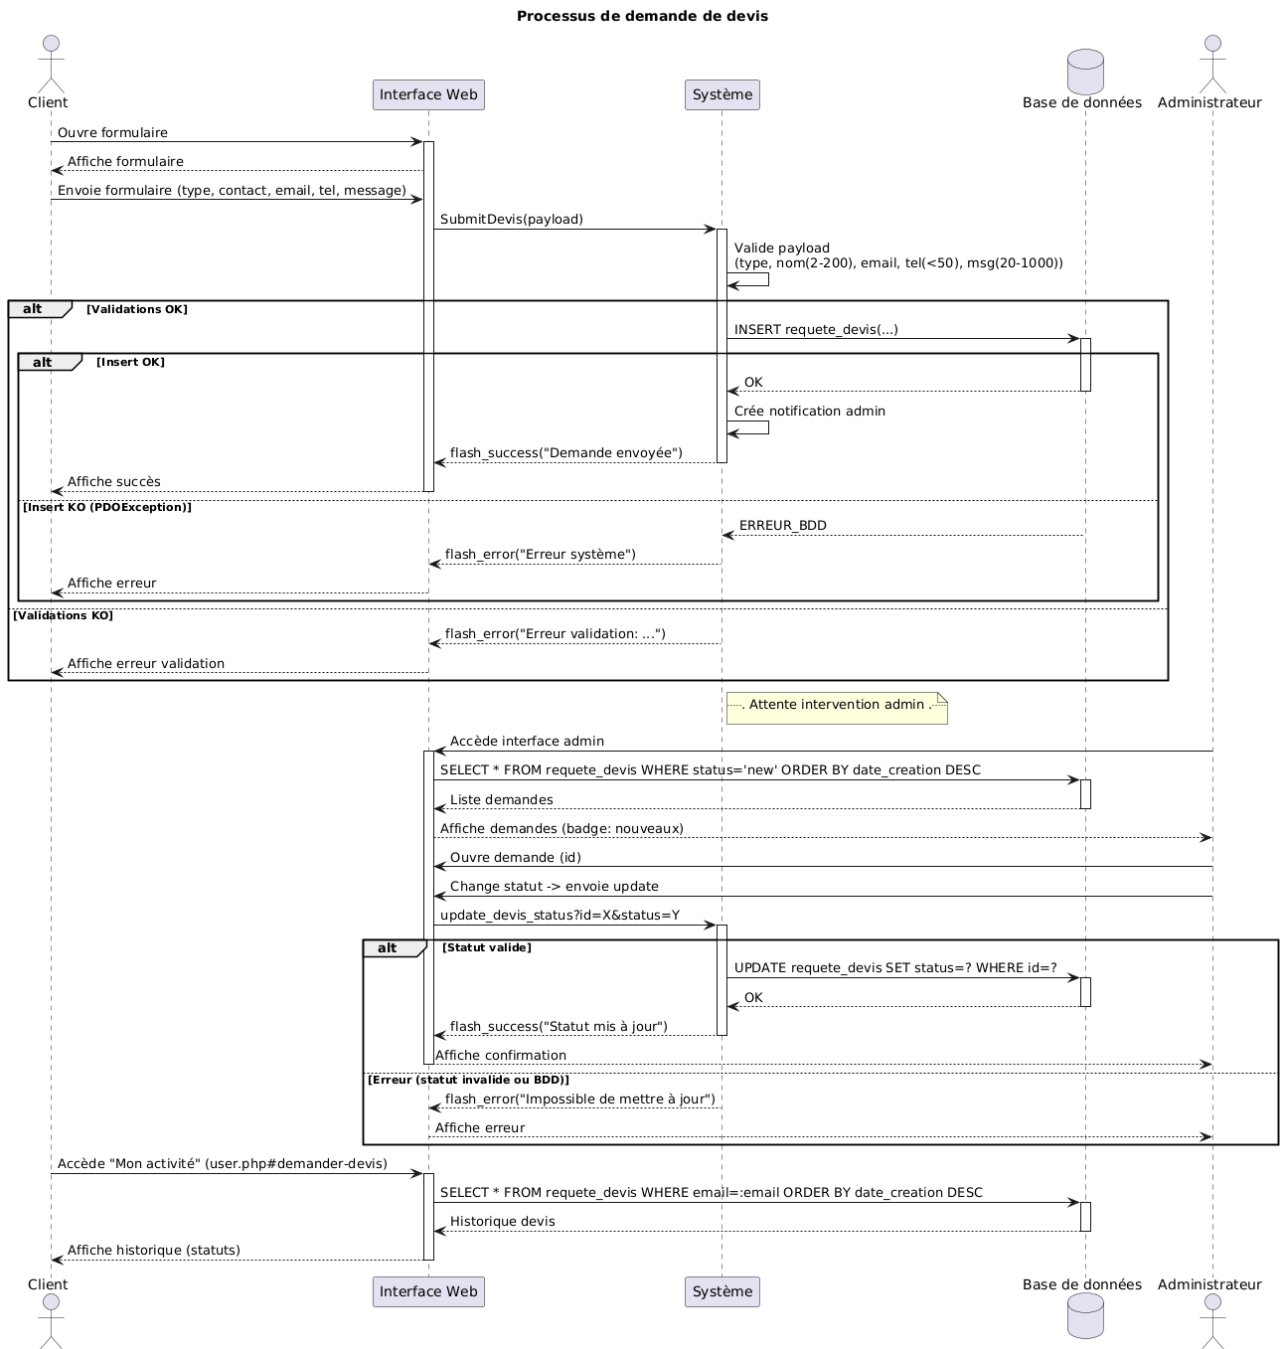 Processus de demande de devis
Client
Interface Web
Système
Base de données
Administrateur
Ouvre formulaire
Affiche formulaire
Envoie formulaire (type, contact, email, tel, message)
SubmitDevis(payload)
Valide payload
(type, nom(2-200), email, tel(<50), msg(20-1000))
alt [Validations OK]
INSERT requete_devis(...)
alt [Insert OK]
OK
Crée notification admin
flash_success("Demande envoyée")
Affiche succès
[Insert KO (PDOException)]
ERREUR_BDD
flash_error("Erreur système")
Affiche erreur
[Validations KO]
flash_error("Erreur validation: ...")
Affiche erreur validation
. Attente intervention admin .
Accède interface admin
SELECT * FROM requete_devis WHERE status='new' ORDER BY date_creation DESC
Liste demandes
Affiche demandes (badge: nouveaux)
Ouvre demande (id)
Change statut -> envoie update
update_devis_status?id=X&status=Y
alt [Statut valide]
UPDATE requete_devis SET status=? WHERE id=?
OK
flash_success("Statut mis à jour")
Affiche confirmation
[Erreur (statut invalide ou BDD)]
flash_error("Impossible de mettre à jour")
Affiche erreur
Accède "Mon activité" (user.php#demander-devis)
SELECT * FROM requete_devis WHERE email=:email ORDER BY date_creation DESC
Historique devis
Affiche historique (statuts)
Client
Interface Web
Système
Base de données
Administrateur